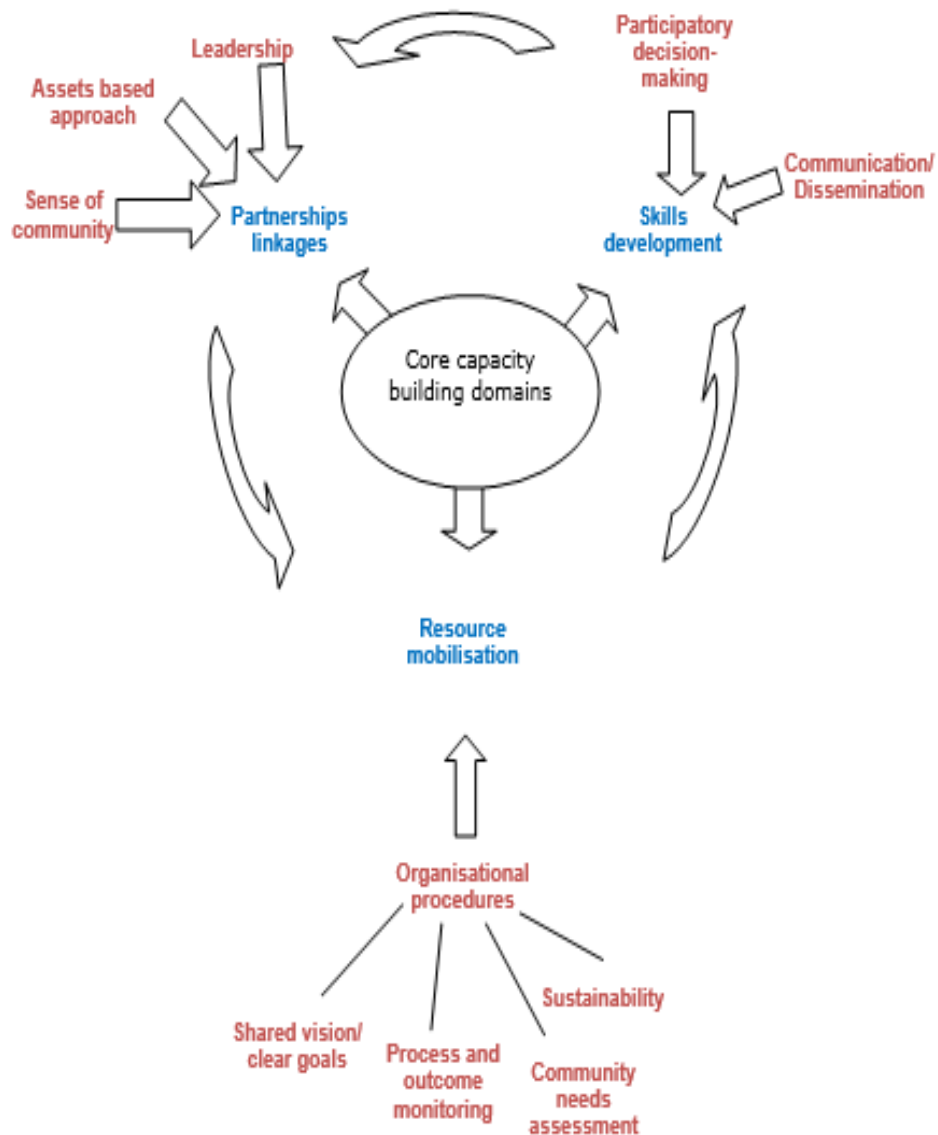 Leadership
Participatory
decision-
making
Assets based
approach
Communication/
Dissemination
Sense of
community
Partnerships
linkages
Skills
development
Core capacity
building domains
Resource
mobilisation
Organisational
procedures
Sustainability
Shared vision/
clear goals
Process and
outcome
monitoring
Community
needs
assessment